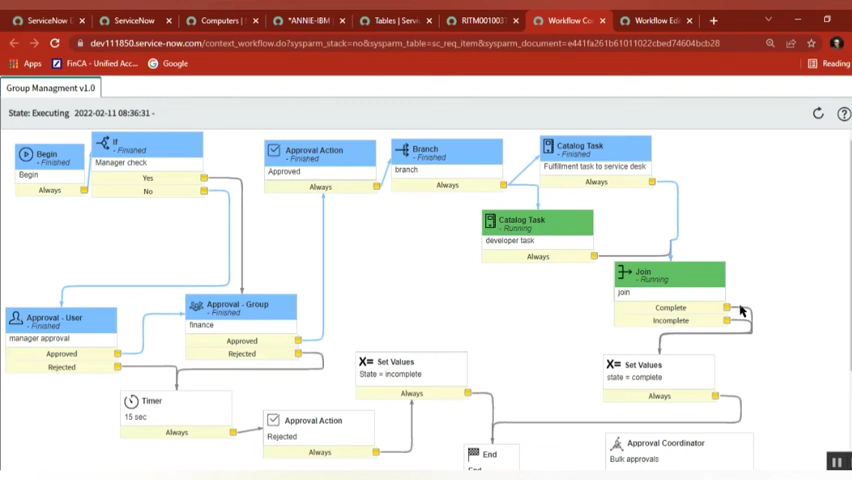 ServiceNow D
ServiceNow
Computers | S
*ANNIE-IBM
Tables | Servi
RITM0010037
Workflow Con
Workflow Edit
dev111850.service-now.com/context_workflow.do?sysparm_stack=no&sysparm_table=sc_req_item&sysparm_document=e441fa261b61011022cbed74604bcb28
Apps
FinCA - Unified Acc...
Google
Reading
Group Managment v1.0
State: Executing 2022-02-11 08:36:31 -
Begin
- Finished
Begin
Always
If
- Finished
Manager check
Yes
No
Approval Action
- Finished
Approved
Always
Branch
- Finished
branch
Always
Catalog Task
- Finished
Fulfillment task to service desk
Always
Catalog Task
- Running
developer task
Always
Join
- Running
join
Complete
Incomplete
Approval - User
- Finished
manager approval
Approved
Rejected
Approval - Group
- Finished
finance
Approved
Rejected
X= Set Values
State = incomplete
Always
X= Set Values
state = complete
Always
Timer
15 sec
Always
Approval Action
Rejected
Always
End
Approval Coordinator
Bulk approvals